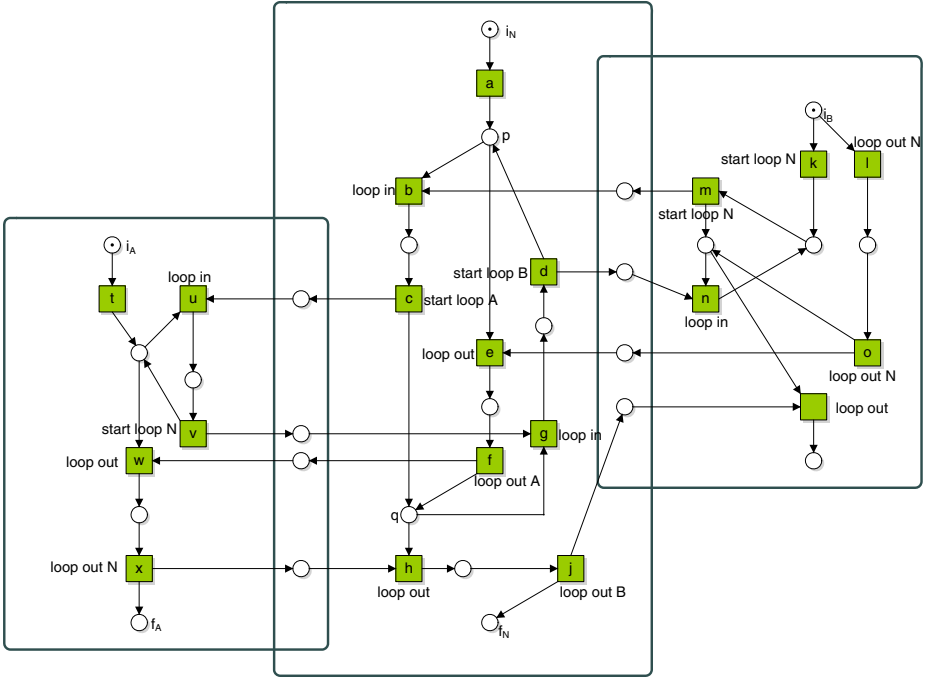 i_N
a
p
i_B
loop out N
start loop N k l
loop in b m
start loop N
i_A
loop in
start loop B d
t u c start loop A n
loop in
loop out e o
loop out N
loop out
start loop N v g loop in
loop out w f
loop out A
q
loop out N x h j
loop out loop out B
f_A f_N